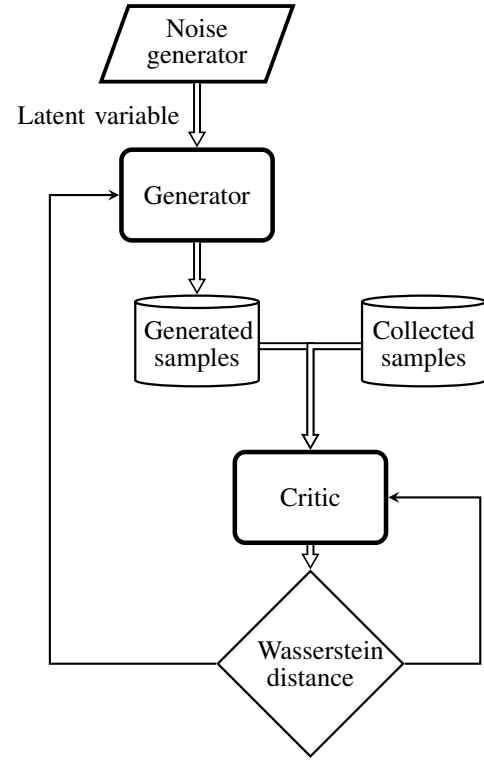 Noise
generator
Latent variable
Generator
Generated
samples
Collected
samples
Critic
Wasserstein
distance